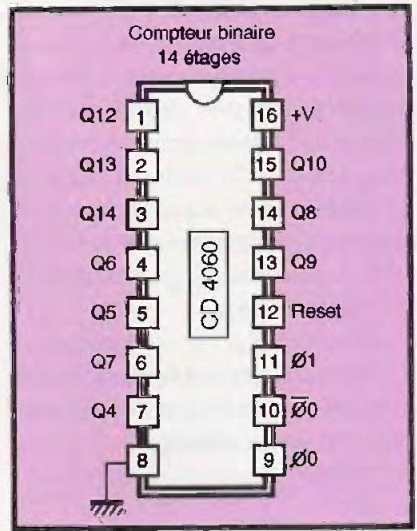 Compteur binaire
14 étages
Q12 1 16 +V
Q13 2 15 Q10
Q14 3 14 Q8
Q6 4 13 Q9
Q5 5 12 Reset
Q7 6 11 Ø1
Q4 7 10 Ø̅0
8 9 Ø0
CD 4060